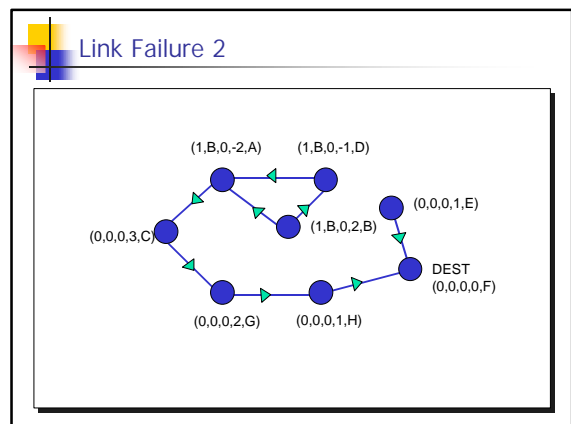 Link Failure 2
(1,B,0,-2,A)
(1,B,0,-1,D)
(0,0,0,1,E)
(1,B,0,2,B)
(0,0,0,3,C)
DEST
(0,0,0,0,F)
(0,0,0,2,G)
(0,0,0,1,H)